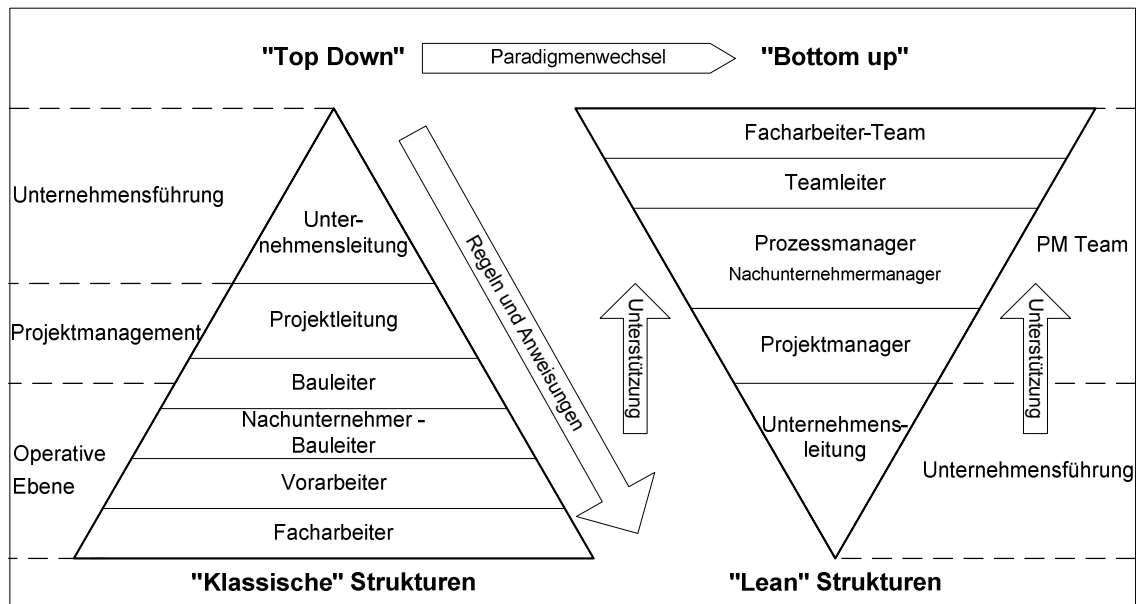 "Top Down"
Paradigmenwechsel
"Bottom up"
Unternehmensführung
Projektmanagement
Operative
Ebene
Unter-
nehmensleitung
Projektleitung
Bauleiter
Nachunternehmer -
Bauleiter
Vorarbeiter
Facharbeiter
Regeln und Anweisungen
Facharbeiter-Team
Teamleiter
Prozessmanager
Nachunternehmermanager
Projektmanager
Unternehmens-
leitung
Unterstützung
PM Team
Unterstützung
Unternehmensführung
"Klassische" Strukturen
"Lean" Strukturen